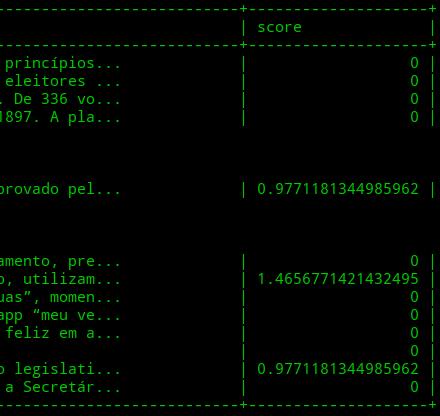 score
princípios... 0
eleitores ... 0
. De 336 vo... 0
1897. A pla... 0
provado pel... 0.9771181344985962
amento, pre... 0
o, utilizam... 1.4656771421432495
uas”, momen... 0
app “meu ve... 0
feliz em a... 0
0
o legislati... 0.9771181344985962
a Secretár... 0